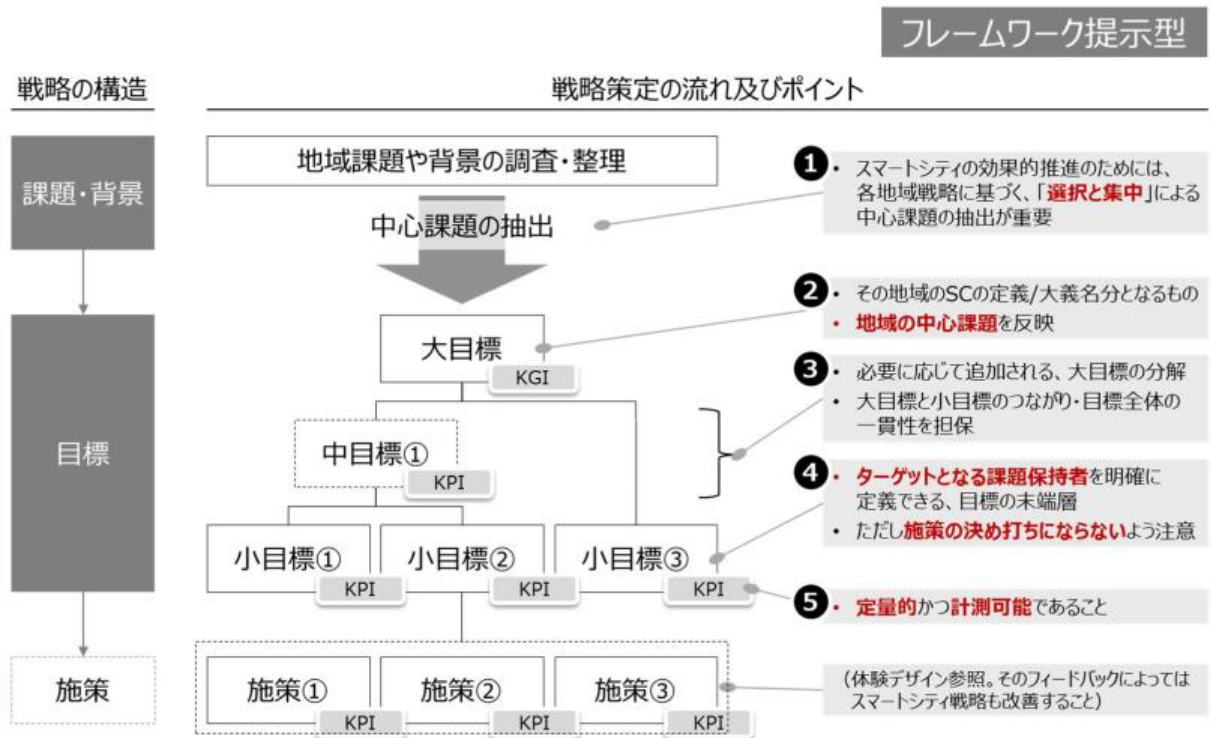 フレームワーク提示型
戦略の構造
戦略策定の流れ及びポイント
課題・背景
地域課題や背景の調査・整理
中心課題の抽出
❶
• スマートシティの効果的推進のためには、
各地域戦略に基づく、「選択と集中」による
中心課題の抽出が重要
目標
大目標
KGI
❷
• その地域のSCの定義/大義名分となるもの
• 地域の中心課題を反映
中目標①
KPI
❸
• 必要に応じて追加される、大目標の分解
• 大目標と小目標のつながり・目標全体の
一貫性を担保
小目標①
KPI
小目標②
KPI
小目標③
KPI
❹
• ターゲットとなる課題保持者を明確に
定義できる、目標の末端層
• ただし施策の決め打ちにならないよう注意
❺
• 定量的かつ計測可能であること
施策
施策①
KPI
施策②
KPI
施策③
KPI
(体験デザイン参照。そのフィードバックによっては
スマートシティ戦略も改善すること)